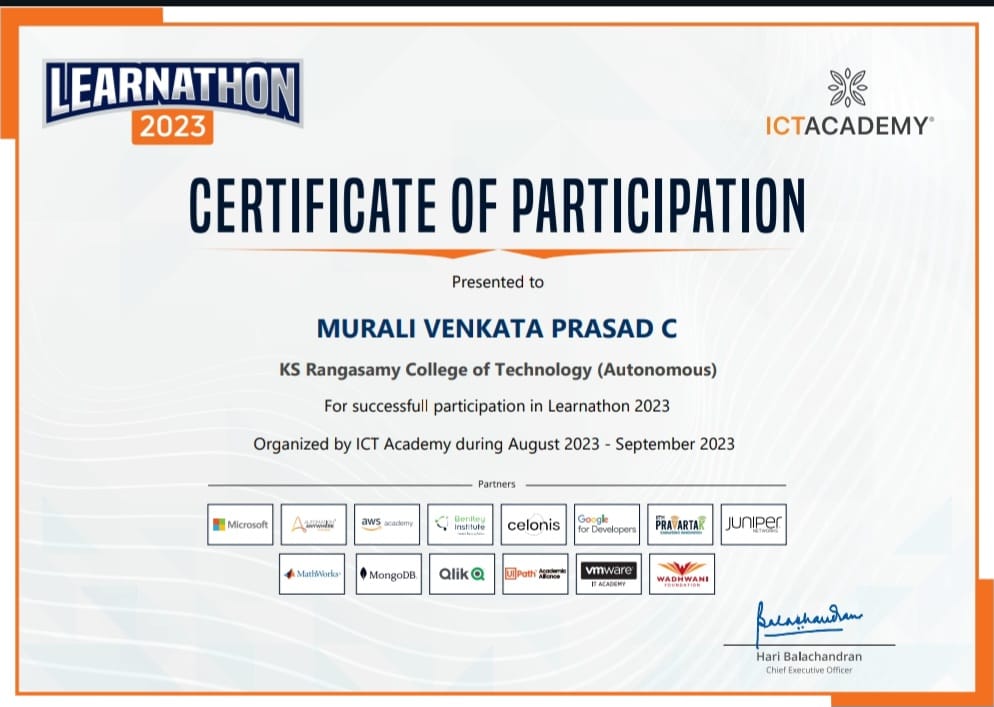 LEARNATHON
2023
ICTACADEMY®
CERTIFICATE OF PARTICIPATION
Presented to
MURALI VENKATA PRASAD C
KS Rangasamy College of Technology (Autonomous)
For successfull participation in Learnathon 2023
Organized by ICT Academy during August 2023 - September 2023
Partners
Microsoft
AUTOMATION ANYWHERE
aws academy
Bentley
Institute
celonis
Google
for Developers
PRAVARTAK
JUNIPER
NETWORKS
MathWorks
MongoDB
Qlik
UiPath Academic
Alliance
vmware
IT ACADEMY
WADHWANI
FOUNDATION
Balachandran
Hari Balachandran
Chief Executive Officer